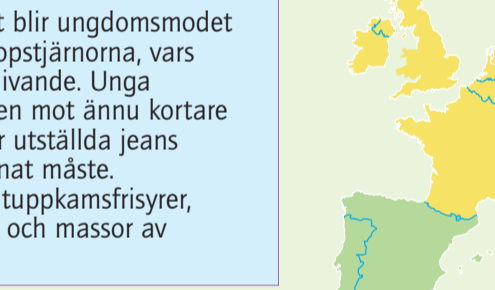 t blir ungdomsmodet
opstjärnorna, vars
ivande. Unga
en mot ännu kortare
r utställda jeans
nat måste.
tuppkamsfrisyrer,
och massor av